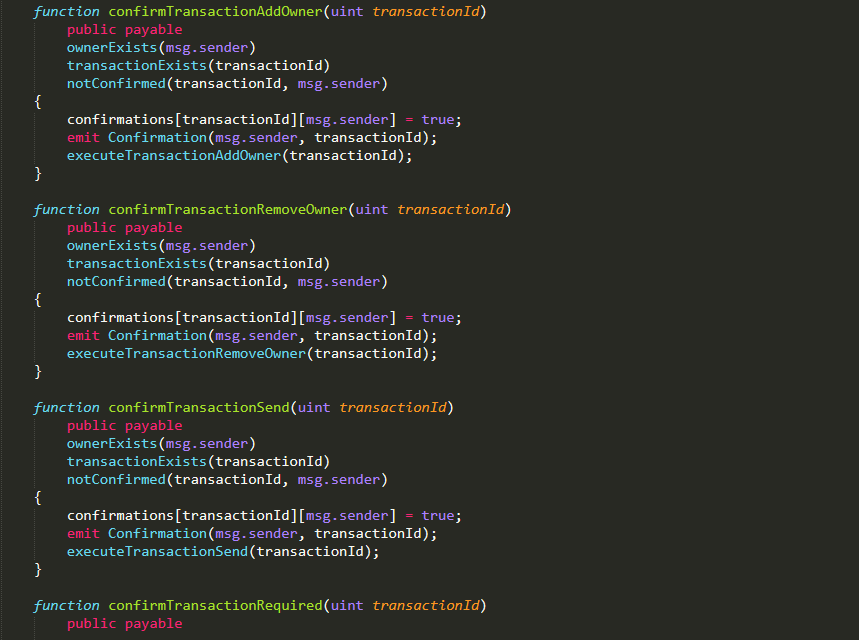 function confirmTransactionAddOwner(uint transactionId)
public payable
ownerExists(msg.sender)
transactionExists(transactionId)
notConfirmed(transactionId, msg.sender)
{
confirmations[transactionId][msg.sender] = true;
emit Confirmation(msg.sender, transactionId);
executeTransactionAddOwner(transactionId);
}
function confirmTransactionRemoveOwner(uint transactionId)
public payable
ownerExists(msg.sender)
transactionExists(transactionId)
notConfirmed(transactionId, msg.sender)
{
confirmations[transactionId][msg.sender] = true;
emit Confirmation(msg.sender, transactionId);
executeTransactionRemoveOwner(transactionId);
}
function confirmTransactionSend(uint transactionId)
public payable
ownerExists(msg.sender)
transactionExists(transactionId)
notConfirmed(transactionId, msg.sender)
{
confirmations[transactionId][msg.sender] = true;
emit Confirmation(msg.sender, transactionId);
executeTransactionSend(transactionId);
}
function confirmTransactionRequired(uint transactionId)
public payable